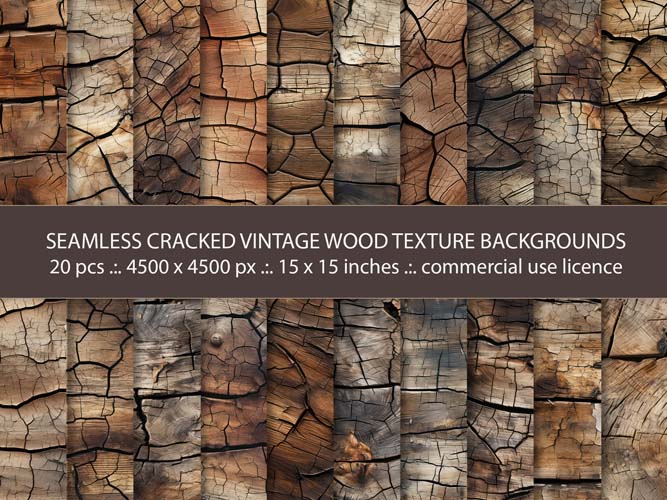 SEAMLESS CRACKED VINTAGE WOOD TEXTURE BACKGROUNDS
20 pcs .:. 4500 x 4500 px .:. 15 x 15 inches .:. commercial use licence